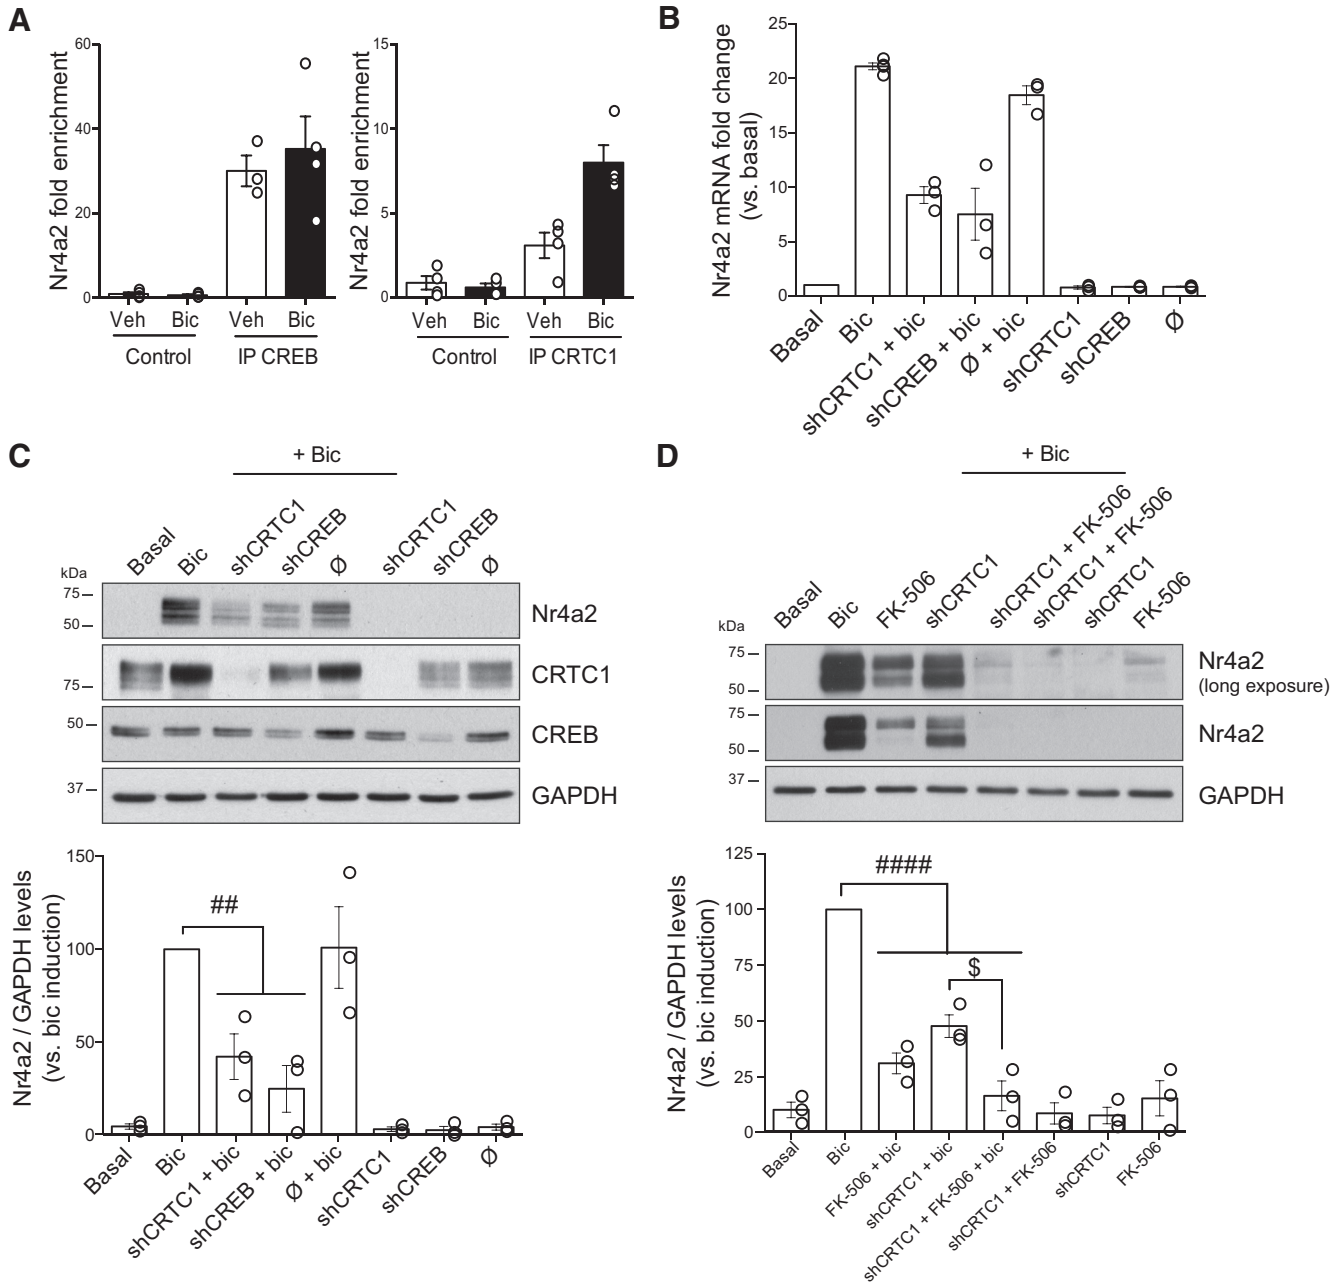 A
Nr4a2 fold enrichment
60
40
20
0
Veh Bic Veh Bic
Control IP CREB
Nr4a2 fold enrichment
15
10
5
0
Veh Bic Veh Bic
Control IP CRTC1
B
Nr4a2 mRNA fold change
(vs. basal)
25
20
15
10
5
0
Basal
Bic
shCRTC1 + bic
shCREB + bic
Ø + bic
shCRTC1
shCREB
Ø
C
+ Bic
Basal
Bic
shCRTC1
shCREB
Ø
shCRTC1
shCREB
Ø
kDa
75
50
Nr4a2
75
CRTC1
50
CREB
37
GAPDH
Nr4a2 / GAPDH levels
(vs. bic induction)
150
100
50
0
##
Basal
Bic
shCRTC1 + bic
shCREB + bic
Ø + bic
shCRTC1
shCREB
Ø
D
+ Bic
Basal
Bic
FK-506
shCRTC1
shCRTC1 + FK-506
shCRTC1 + FK-506
shCRTC1
FK-506
kDa
75
50
Nr4a2
(long exposure)
75
50
Nr4a2
37
GAPDH
Nr4a2 / GAPDH levels
(vs. bic induction)
125
100
75
50
25
0
####
$
Basal
Bic
FK-506 + bic
shCRTC1 + bic
shCRTC1 + FK-506 + bic
shCRTC1 + FK-506
shCRTC1
FK-506